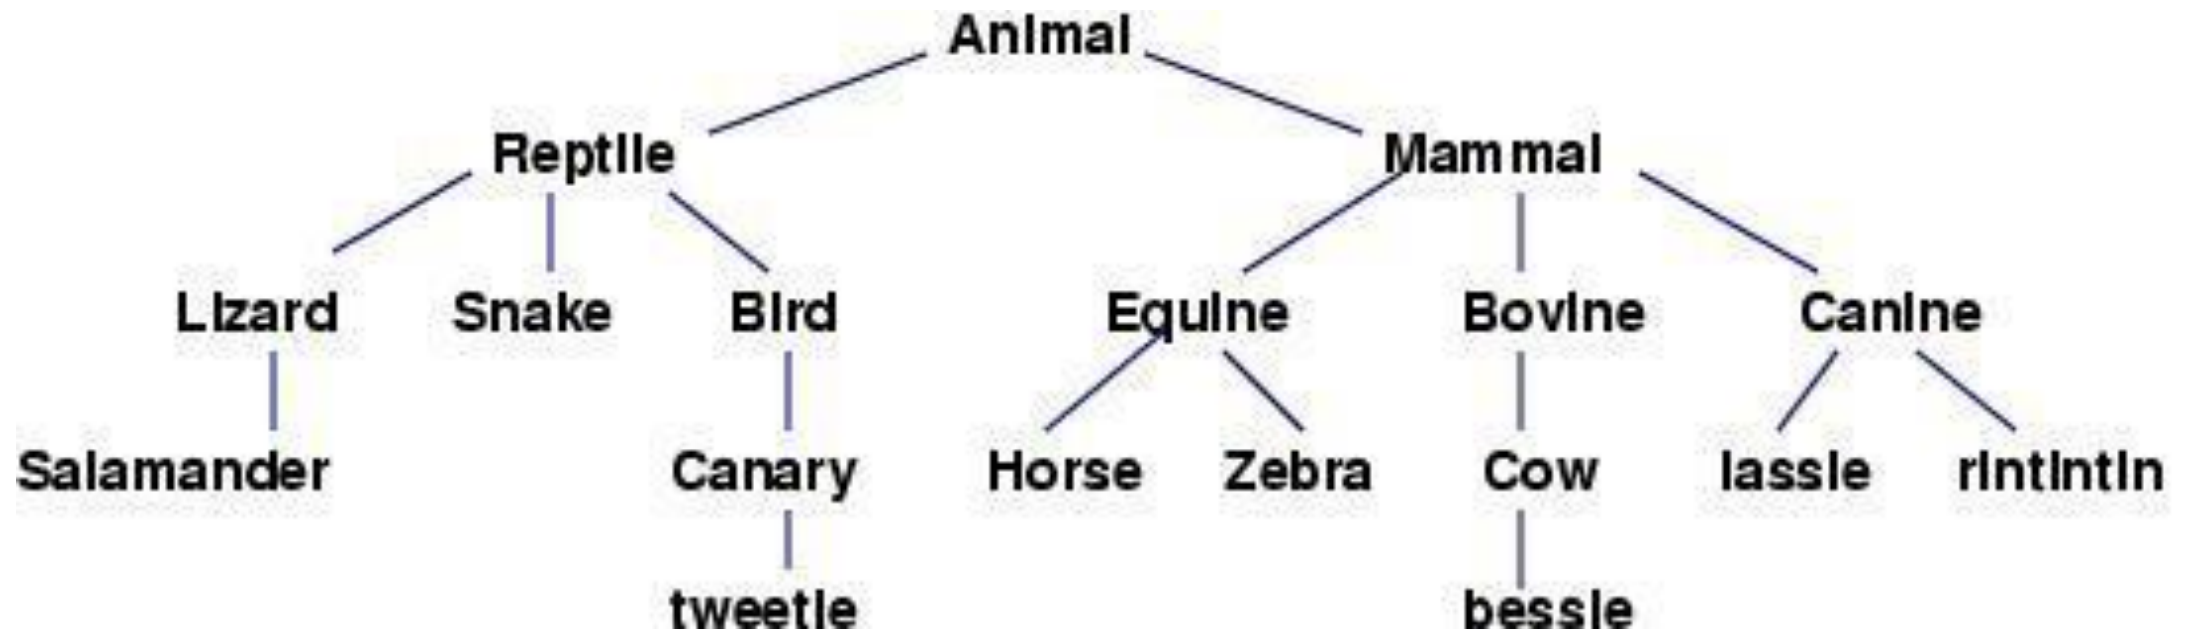 Animal
Reptile Mammal
Lizard Snake Bird Equine Bovine Canine
Salamander Canary Horse Zebra Cow lassie rintintin
tweetie bessie